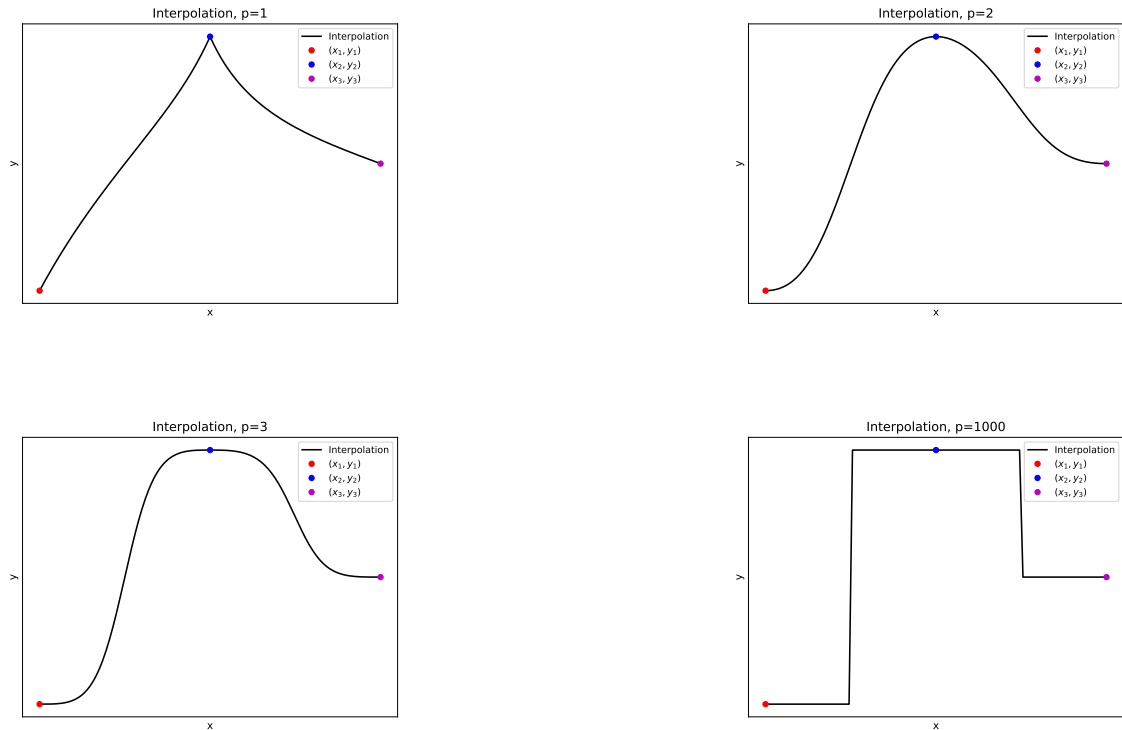 Interpolation, p=1
Interpolation
(x₁, y₁)
(x₂, y₂)
(x₃, y₃)
y
x
Interpolation, p=2
Interpolation
(x₁, y₁)
(x₂, y₂)
(x₃, y₃)
y
x
Interpolation, p=3
Interpolation
(x₁, y₁)
(x₂, y₂)
(x₃, y₃)
y
x
Interpolation, p=1000
Interpolation
(x₁, y₁)
(x₂, y₂)
(x₃, y₃)
y
x